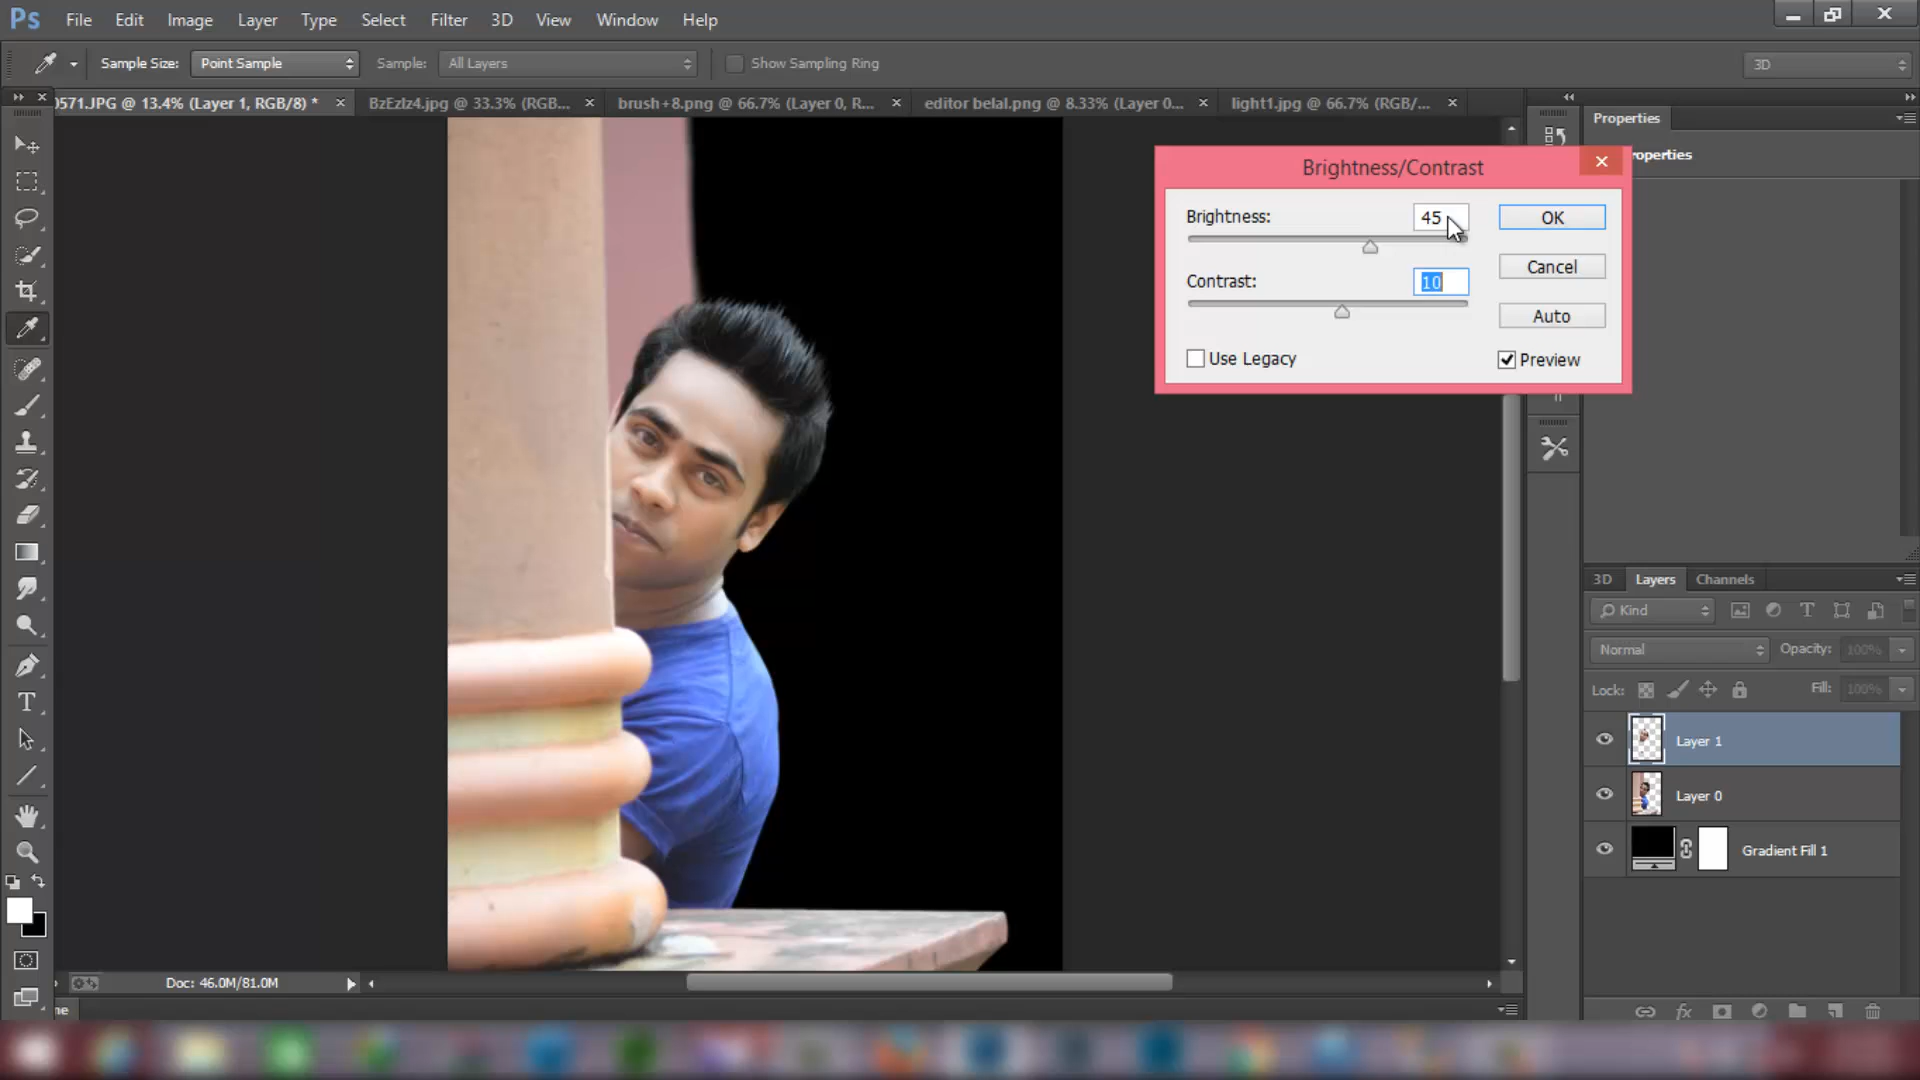 Ps File Edit Image Layer Type Select Filter 3D View Window Help
Sample Size: Point Sample Sample: All Layers Show Sampling Ring 3D
0571.JPG @ 13.4% (Layer 1, RGB/8) * BzEzIz4.jpg @ 33.3% (RGB... brush+8.png @ 66.7% (Layer 0, R... editor belal.png @ 8.33% (Layer 0... light1.jpg @ 66.7% (RGB/...
Properties
roperties
Brightness/Contrast
Brightness: 45 OK
Contrast: 10 Cancel
Auto
Use Legacy Preview
3D Layers Channels
Kind
Normal Opacity: 100%
Lock: Fill: 100%
Layer 1
Layer 0
Gradient Fill 1
Doc: 46.0M/81.0M
ne